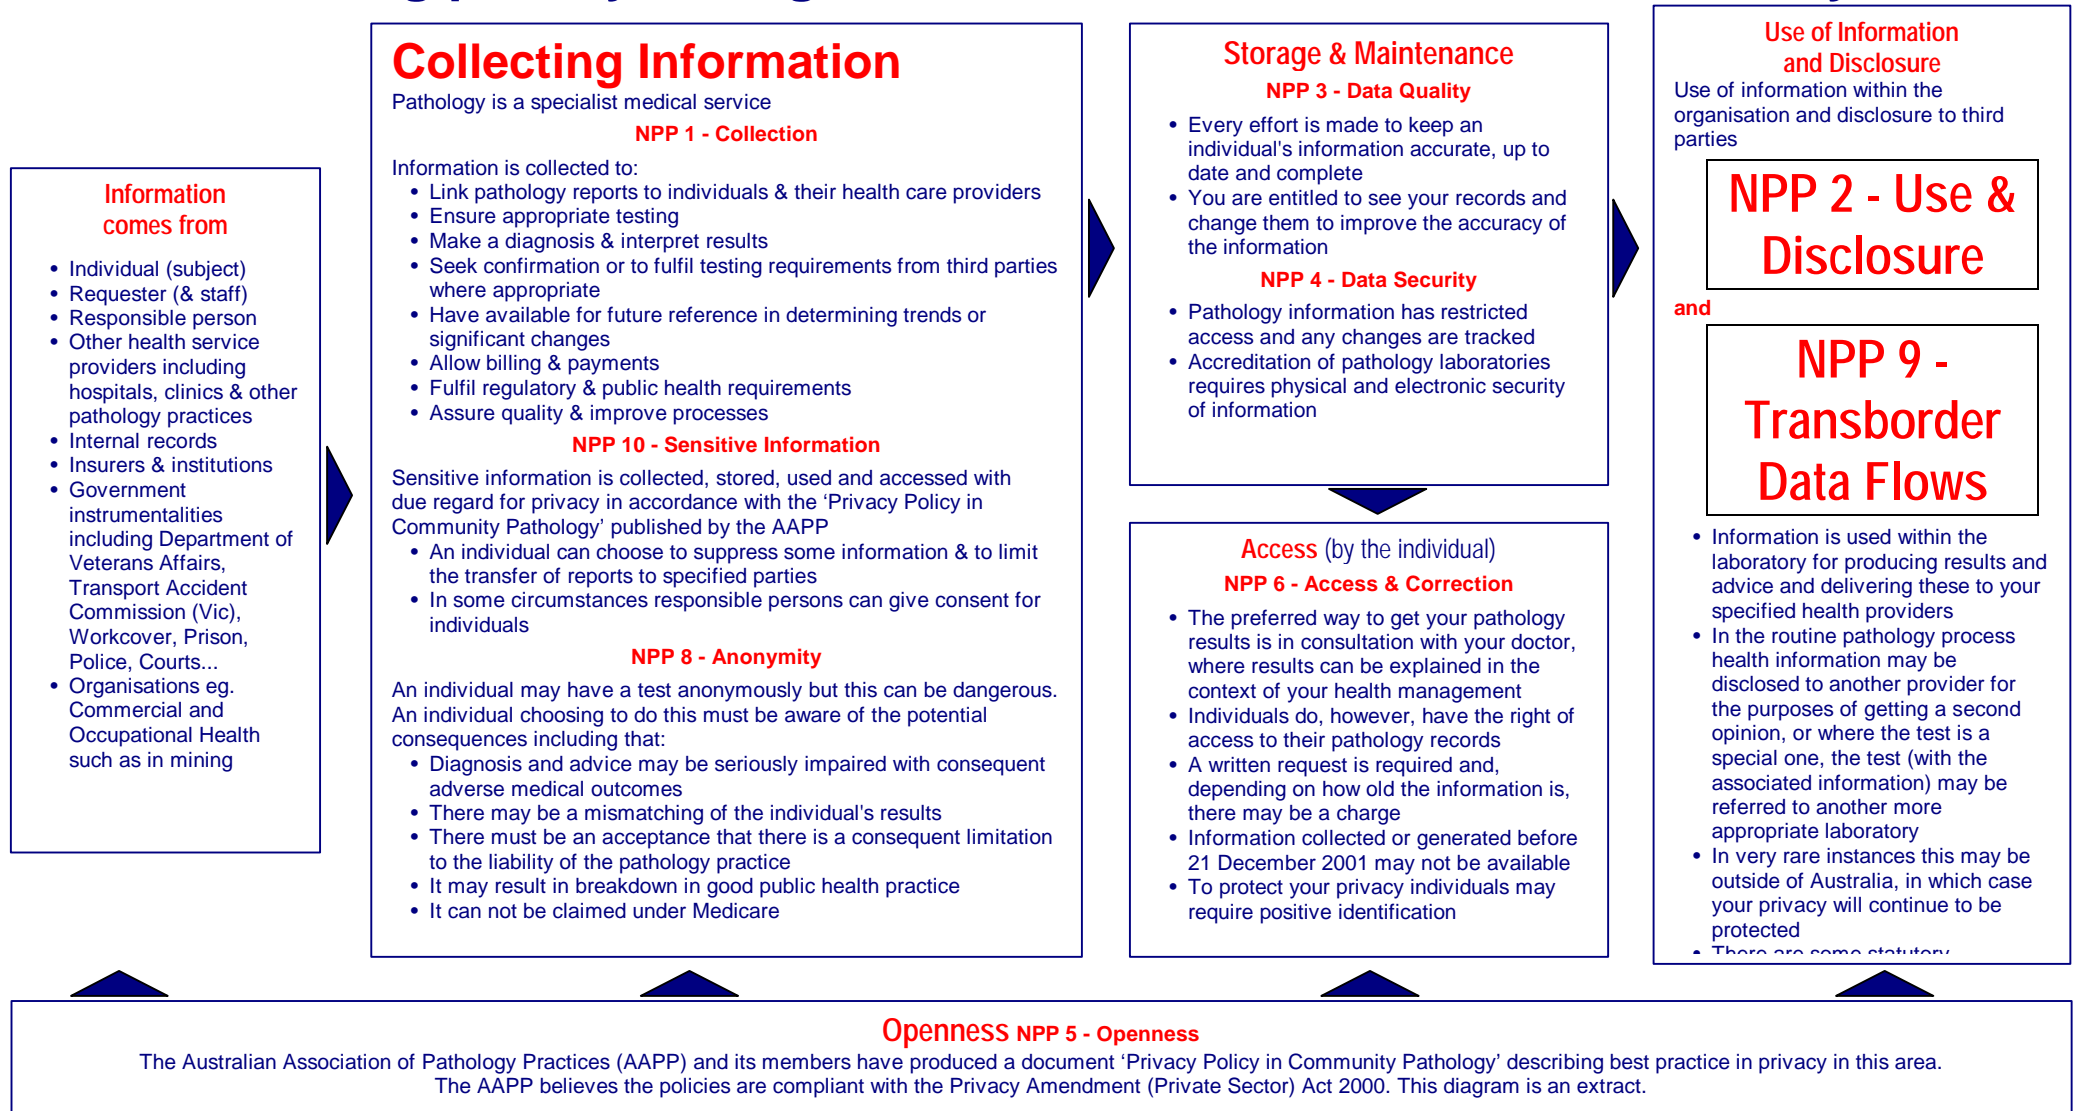 Information
comes from
• Individual (subject)
• Requester (& staff)
• Responsible person
• Other health service
providers including
hospitals, clinics & other
pathology practices
• Internal records
• Insurers & institutions
• Government
instrumentalities
including Department of
Veterans Affairs,
Transport Accident
Commission (Vic),
Workcover, Prison,
Police, Courts...
• Organisations eg.
Commercial and
Occupational Health
such as in mining
Collecting Information
Pathology is a specialist medical service
NPP 1 - Collection
Information is collected to:
• Link pathology reports to individuals & their health care providers
• Ensure appropriate testing
• Make a diagnosis & interpret results
• Seek confirmation or to fulfil testing requirements from third parties
where appropriate
• Have available for future reference in determining trends or
significant changes
• Allow billing & payments
• Fulfil regulatory & public health requirements
• Assure quality & improve processes
NPP 10 - Sensitive Information
Sensitive information is collected, stored, used and accessed with
due regard for privacy in accordance with the ‘Privacy Policy in
Community Pathology’ published by the AAPP
• An individual can choose to suppress some information & to limit
the transfer of reports to specified parties
• In some circumstances responsible persons can give consent for
individuals
NPP 8 - Anonymity
An individual may have a test anonymously but this can be dangerous.
An individual choosing to do this must be aware of the potential
consequences including that:
• Diagnosis and advice may be seriously impaired with consequent
adverse medical outcomes
• There may be a mismatching of the individual's results
• There must be an acceptance that there is a consequent limitation
to the liability of the pathology practice
• It may result in breakdown in good public health practice
• It can not be claimed under Medicare
Storage & Maintenance
NPP 3 - Data Quality
• Every effort is made to keep an
individual's information accurate, up to
date and complete
• You are entitled to see your records and
change them to improve the accuracy of
the information
NPP 4 - Data Security
• Pathology information has restricted
access and any changes are tracked
• Accreditation of pathology laboratories
requires physical and electronic security
of information
Access (by the individual)
NPP 6 - Access & Correction
• The preferred way to get your pathology
results is in consultation with your doctor,
where results can be explained in the
context of your health management
• Individuals do, however, have the right of
access to their pathology records
• A written request is required and,
depending on how old the information is,
there may be a charge
• Information collected or generated before
21 December 2001 may not be available
• To protect your privacy individuals may
require positive identification
Use of Information
and Disclosure
Use of information within the
organisation and disclosure to third
parties
NPP 2 - Use &
Disclosure
and
NPP 9 -
Transborder
Data Flows
• Information is used within the
laboratory for producing results and
advice and delivering these to your
specified health providers
• In the routine pathology process
health information may be
disclosed to another provider for
the purposes of getting a second
opinion, or where the test is a
special one, the test (with the
associated information) may be
referred to another more
appropriate laboratory
• In very rare instances this may be
outside of Australia, in which case
your privacy will continue to be
protected
• There are some statutory
Openness NPP 5 - Openness
The Australian Association of Pathology Practices (AAPP) and its members have produced a document ‘Privacy Policy in Community Pathology’ describing best practice in privacy in this area.
The AAPP believes the policies are compliant with the Privacy Amendment (Private Sector) Act 2000. This diagram is an extract.